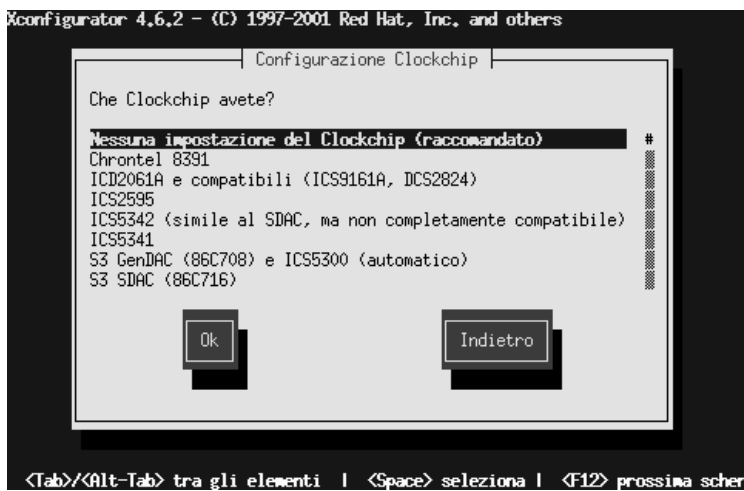 Xconfigurator 4.6.2 - (C) 1997-2001 Red Hat, Inc. and others
Configurazione Clockchip
Che Clockchip avete?
Nessuna impostazione del Clockchip (raccomandato) #
Chrontel 8391
ICD2061A e compatibili (ICS9161A, DCS2824)
ICS2595
ICS5342 (simile al SDAC, ma non completamente compatibile)
ICS5341
S3 GenDAC (86C708) e ICS5300 (automatico)
S3 SDAC (86C716)
Ok Indietro
<Tab>/<Alt-Tab> tra gli elementi | <Space> seleziona | <F12> prossima scher